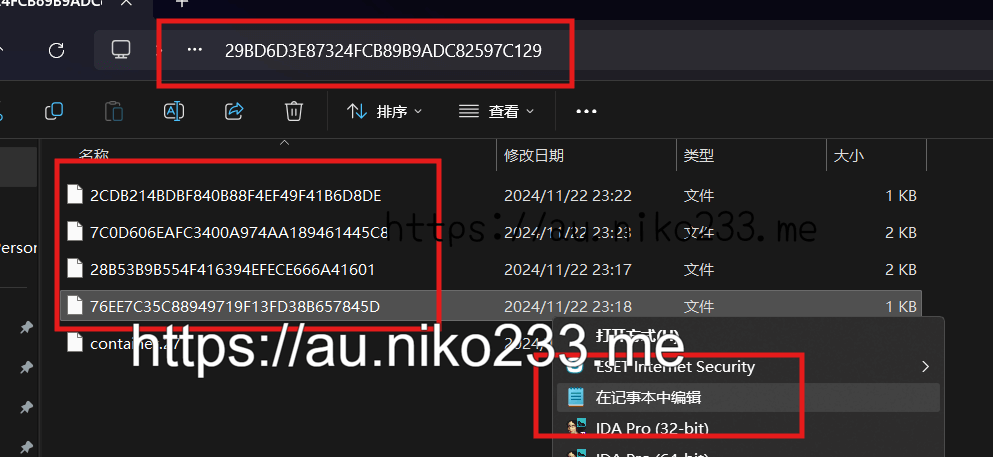 29BD6D3E87324FCB89B9ADC82597C129
排序 查看
名称 修改日期 类型 大小
2CDB214BDBF840B88F4EF49F41B6D8DE 2024/11/22 23:22 文件 1 KB
7C0D606EAFC3400A974AA189461445C8 2024/11/22 23:23 文件 2 KB
https://au.niko233.me
28B53B9B554F416394EFECE666A41601 2024/11/22 23:17 文件 2 KB
76EE7C35C88949719F13FD38B657845D 2024/11/22 23:18 文件 1 KB
打开方式(H)
https://au.niko233.me
ESET Internet Security
在记事本中编辑
IDA Pro (32-bit)
IDA Pro (64-bit)